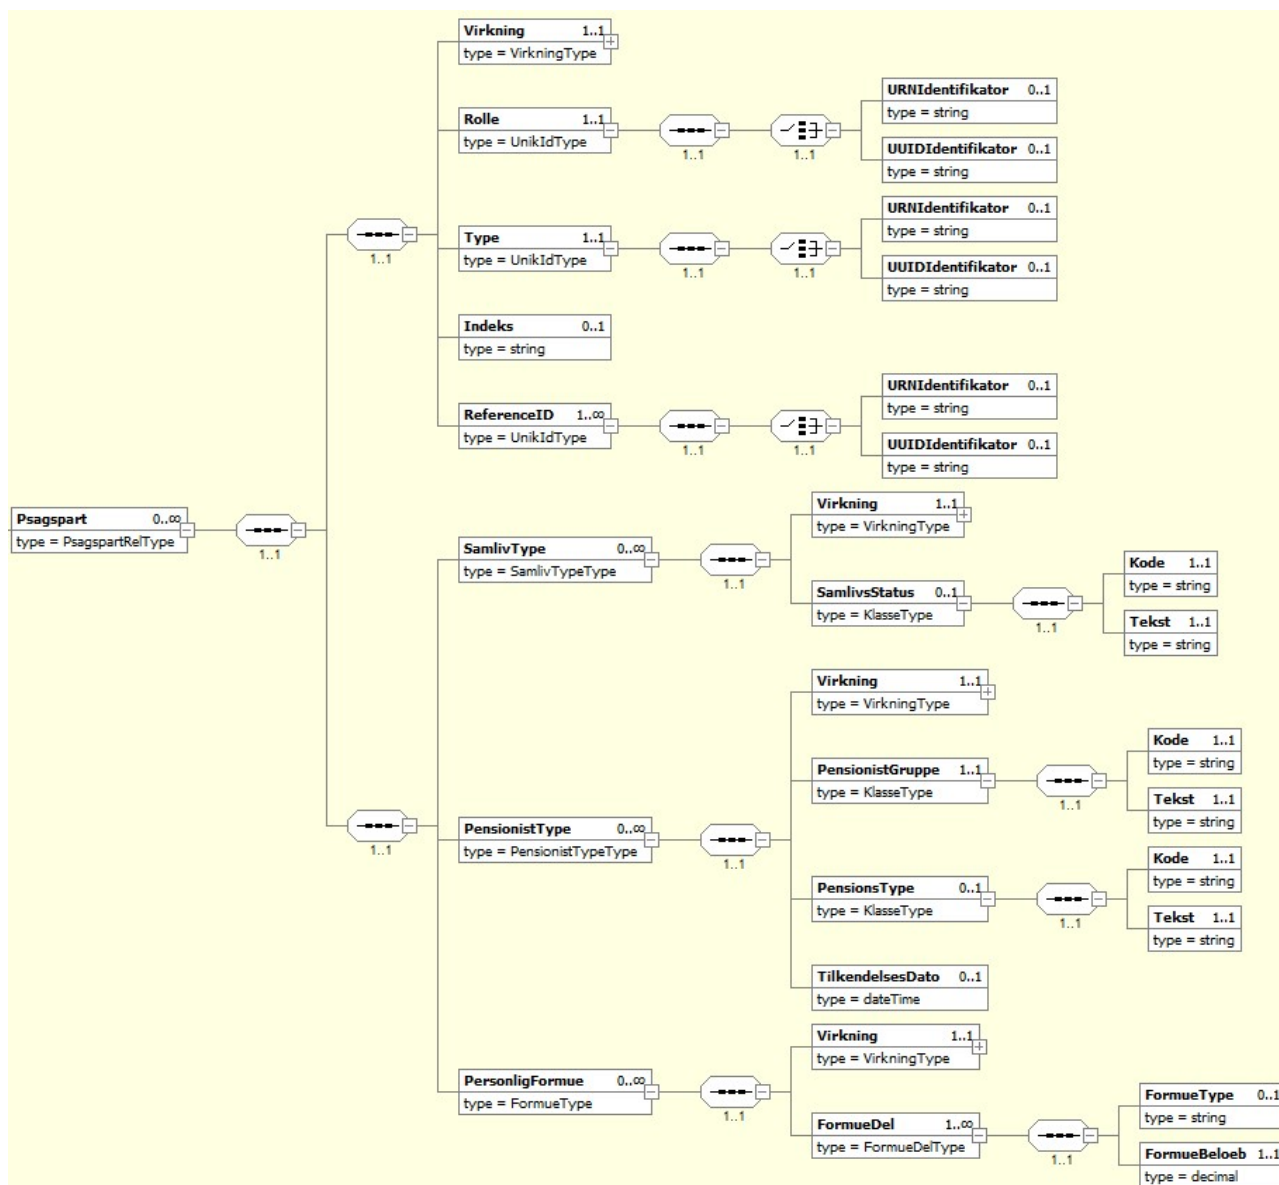 Virkning 1..1
type = VirkningType
Rolle 1..1
type = UnikIdType
1..1
1..1
URNIdentifikator 0..1
type = string
UUIDIdentifikator 0..1
type = string
Type 1..1
type = UnikIdType
1..1
1..1
URNIdentifikator 0..1
type = string
UUIDIdentifikator 0..1
type = string
1..1
Indeks 0..1
type = string
ReferenceID 1..∞
type = UnikIdType
1..1
1..1
URNIdentifikator 0..1
type = string
UUIDIdentifikator 0..1
type = string
Psagspart 0..∞
type = PsagspartRelType
1..1
SamlivType 0..∞
type = SamlivTypeType
1..1
Virkning 1..1
type = VirkningType
SamlivsStatus 0..1
type = KlasseType
1..1
Kode 1..1
type = string
Tekst 1..1
type = string
1..1
PensionistType 0..∞
type = PensionistTypeType
1..1
Virkning 1..1
type = VirkningType
PensionistGruppe 1..1
type = KlasseType
1..1
Kode 1..1
type = string
Tekst 1..1
type = string
PensionsType 0..1
type = KlasseType
1..1
Kode 1..1
type = string
Tekst 1..1
type = string
TilkendelsesDato 0..1
type = dateTime
PersonligFormue 0..∞
type = FormueType
1..1
Virkning 1..1
type = VirkningType
FormueDel 1..∞
type = FormueDelType
1..1
FormueType 0..1
type = string
FormueBeloeb 1..1
type = decimal